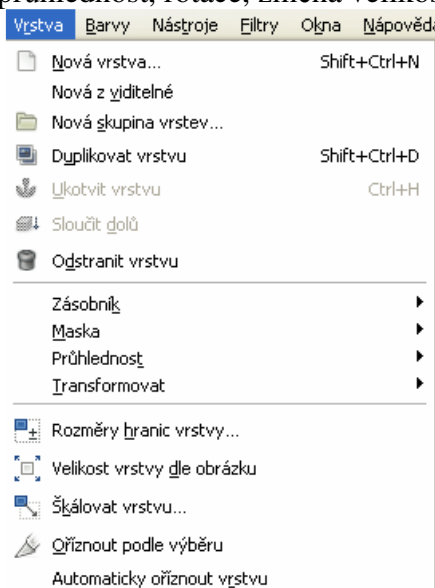 průhlednost, rotace, změna velikos
Vrstva Barvy Nástroje Filtry Okna Nápověda
Nová vrstva... Shift+Ctrl+N
Nová z viditelné
Nová skupina vrstev...
Duplikovat vrstvu Shift+Ctrl+D
Ukotvit vrstvu Ctrl+H
Sloučit dolů
Odstranit vrstvu
Zásobník
Maska
Průhlednost
Transformovat
Rozměry hranic vrstvy...
Velikost vrstvy dle obrázku
Škálovat vrstvu...
Oříznout podle výběru
Automaticky oříznout vrstvu